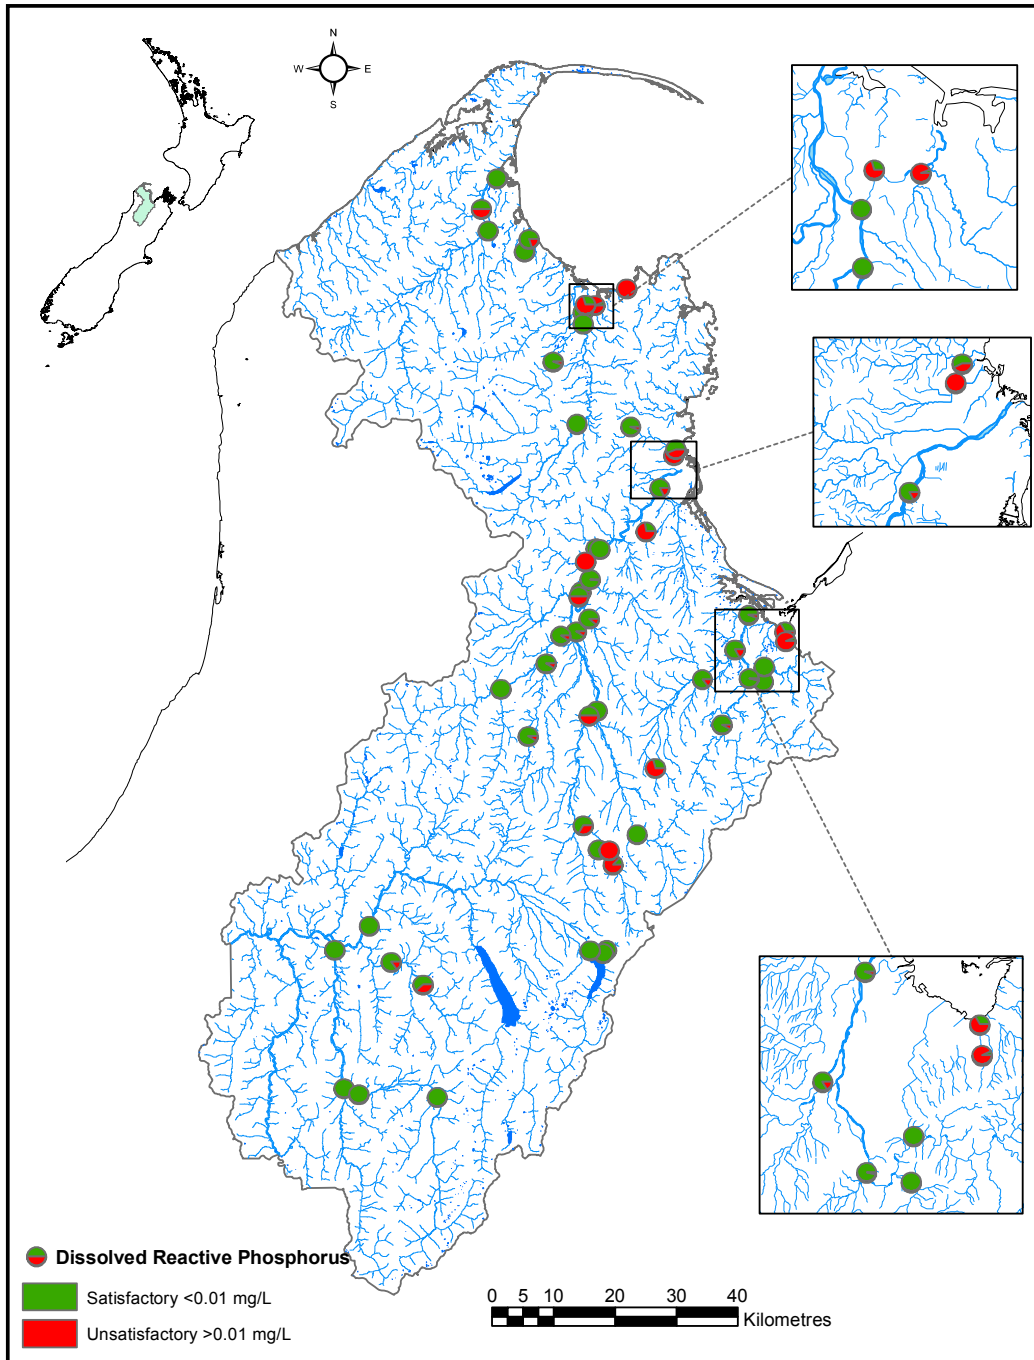 N
W E
S
Dissolved Reactive Phosphorus
Satisfactory <0.01 mg/L
Unsatisfactory >0.01 mg/L
0 5 10 20 30 40
Kilometres